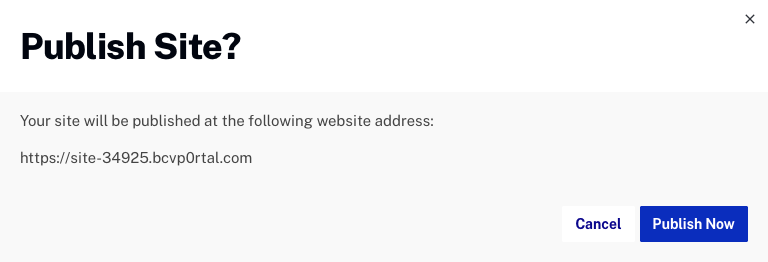 Publish Site?
Your site will be published at the following website address:
https://site-34925.bcvp0rtal.com
Cancel
Publish Now